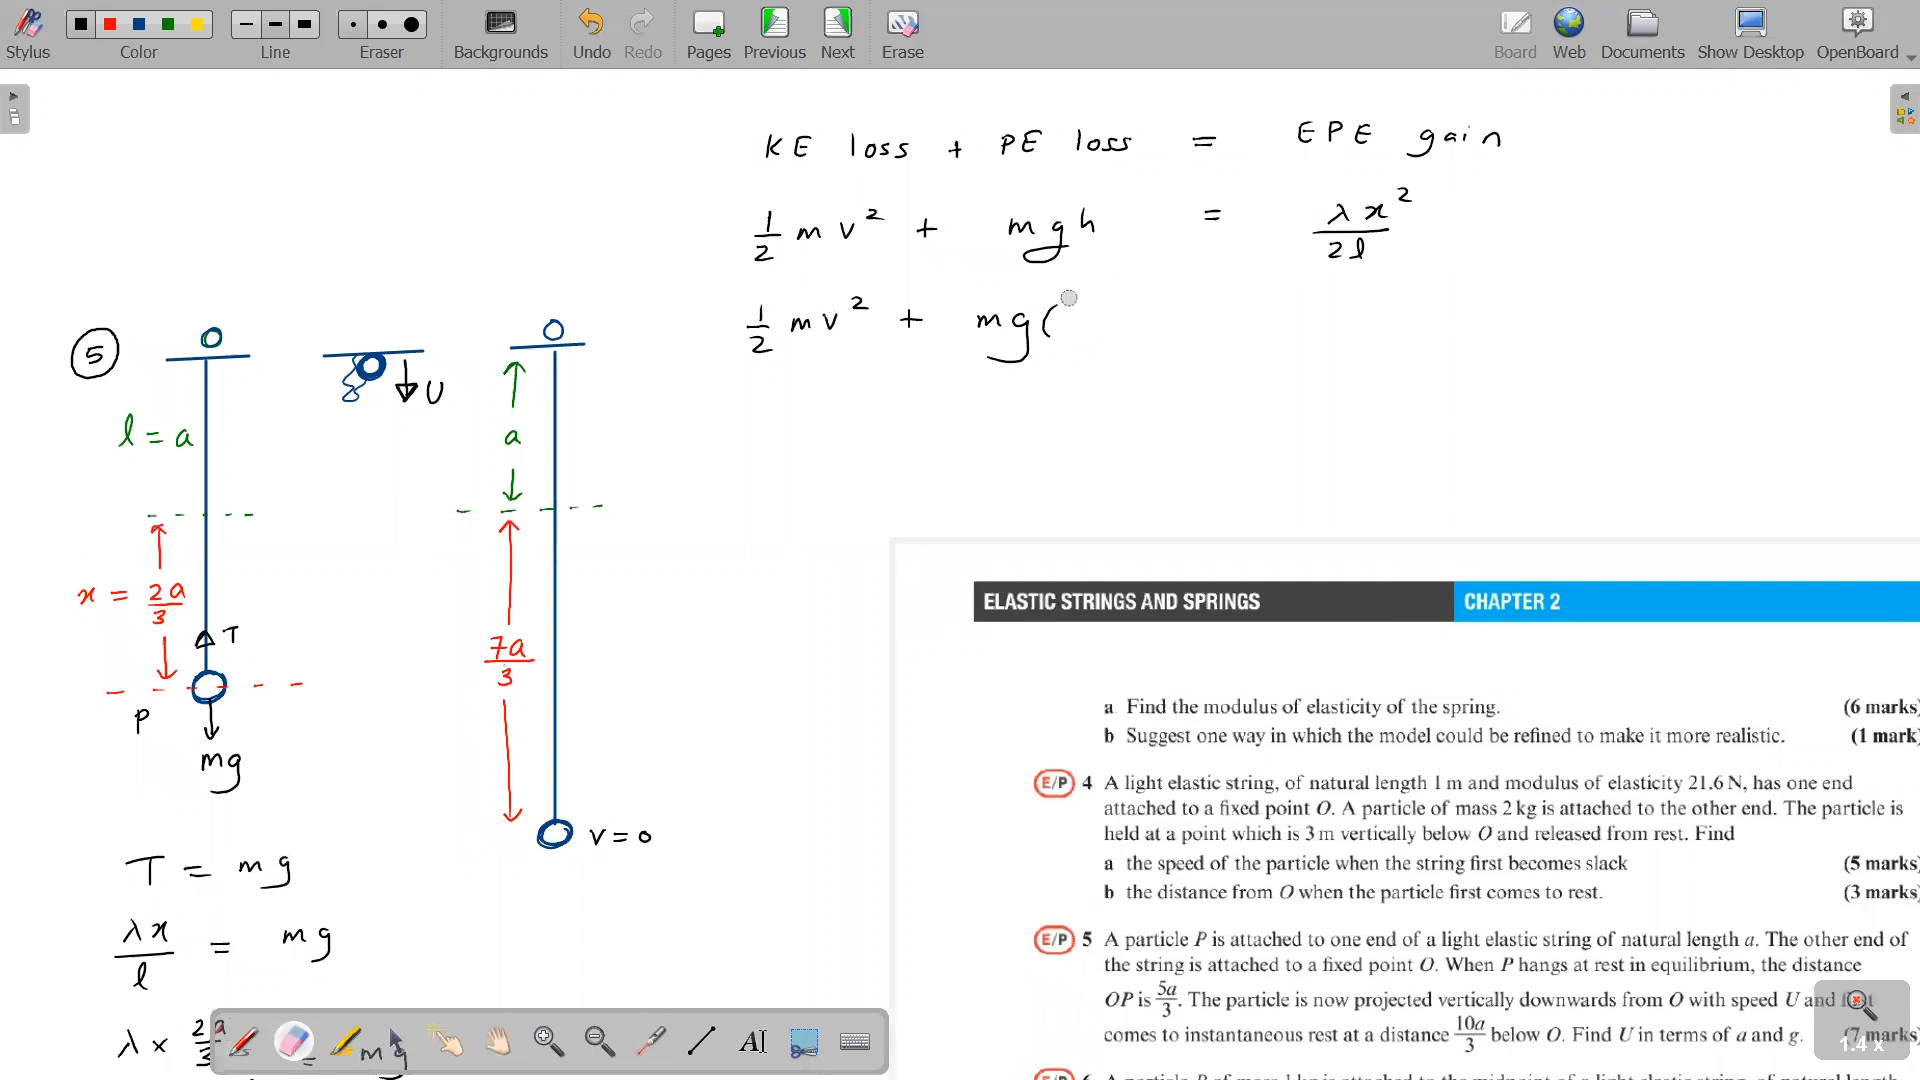 Stylus Color Line Eraser Backgrounds Undo Redo Pages Previous Next Erase Board Web Documents Show Desktop OpenBoard
KE loss + PE loss = EPE gain
1/2 m v² + mgh = λx²/2l
1/2 mv² + mg(
5
O
U
O
l = a
a
x = 2a/3
T
7a/3
P
mg
v = 0
T = mg
λx/l = mg
λ × 2a/3
mg
ELASTIC STRINGS AND SPRINGS CHAPTER 2
a Find the modulus of elasticity of the spring. (6 marks)
b Suggest one way in which the model could be refined to make it more realistic. (1 mark)
E/P 4 A light elastic string, of natural length 1 m and modulus of elasticity 21.6 N, has one end
attached to a fixed point O. A particle of mass 2 kg is attached to the other end. The particle is
held at a point which is 3 m vertically below O and released from rest. Find
a the speed of the particle when the string first becomes slack (5 marks)
b the distance from O when the particle first comes to rest. (3 marks)
E/P 5 A particle P is attached to one end of a light elastic string of natural length a. The other end of
the string is attached to a fixed point O. When P hangs at rest in equilibrium, the distance
OP is 5a/3. The particle is now projected vertically downwards from O with speed U and
comes to instantaneous rest at a distance 10a/3 below O. Find U in terms of a and g. (7 marks)
1.4 x